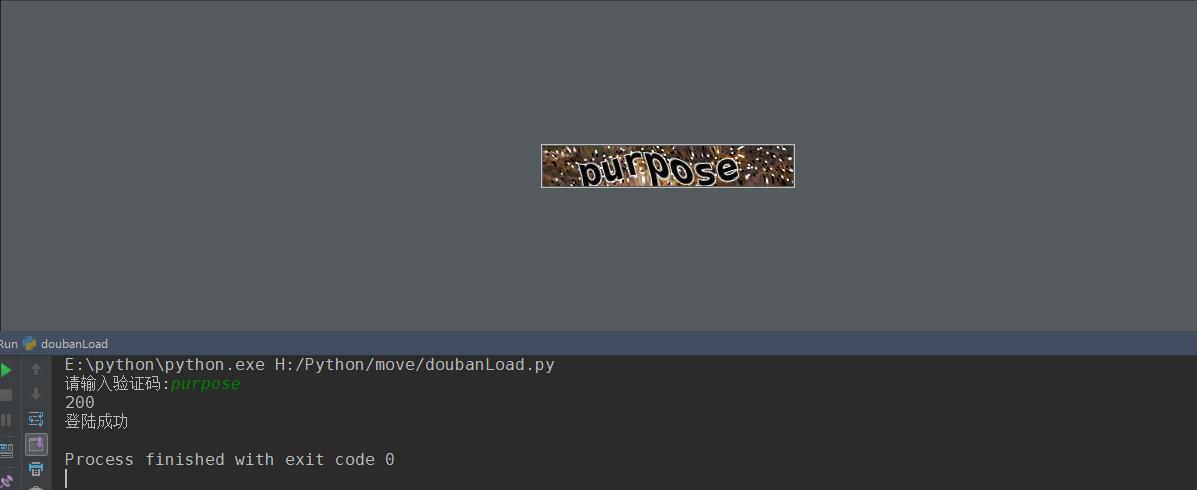 purpose
Run doubanLoad
E:\python\python.exe H:/Python/move/doubanLoad.py
请输入验证码:purpose
200
登陆成功
Process finished with exit code 0